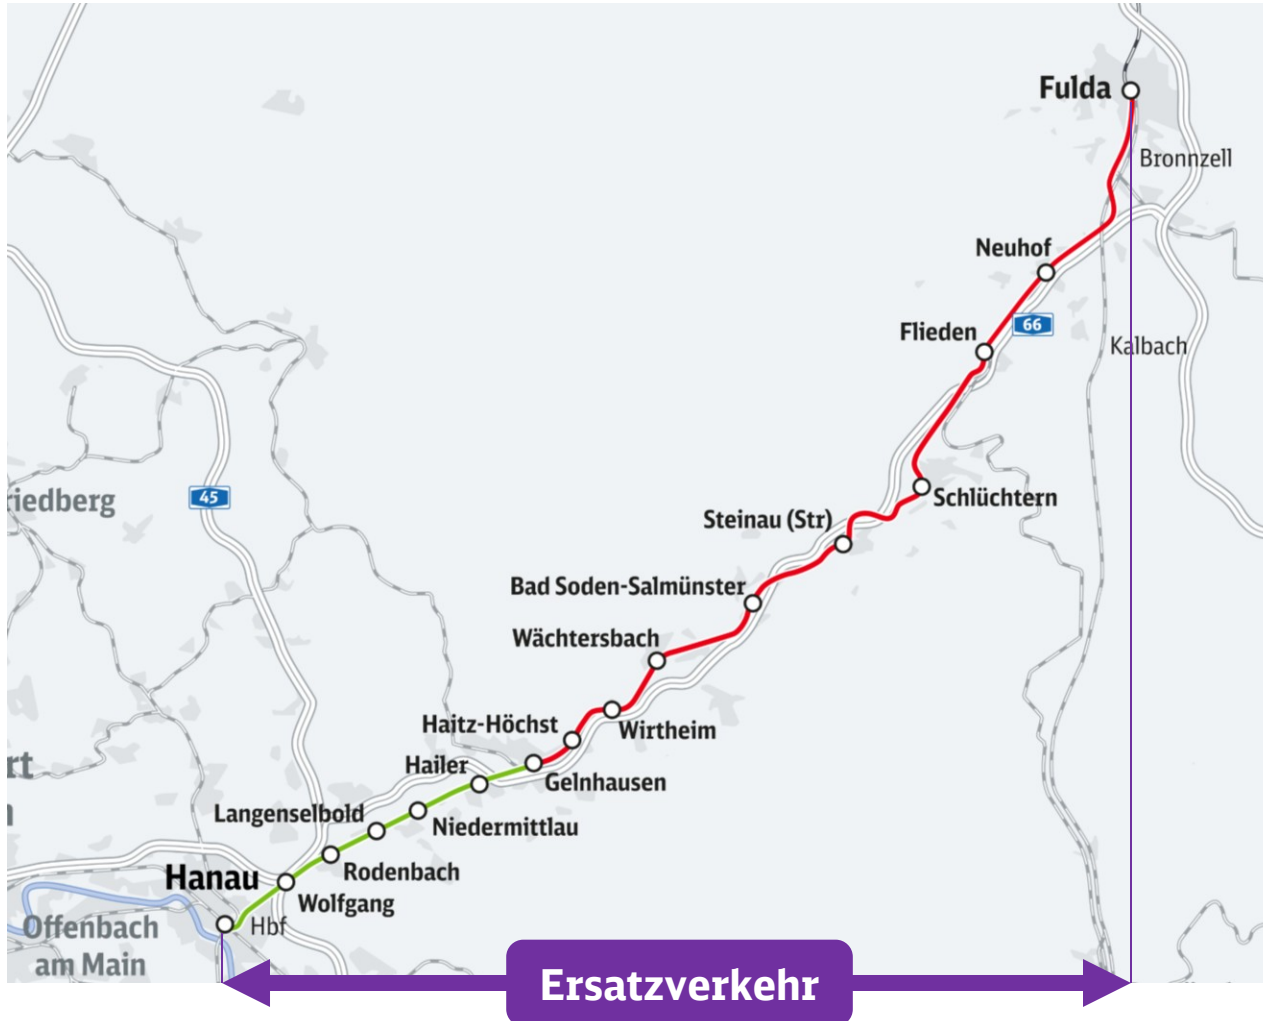 Fulda
Bronnzell
Neuhof
66
Flieden
Kalbach
riedberg
45
Schlüchtern
Steinau (Str)
Bad Soden-Salmünster
Wächtersbach
Haitz-Höchst
Wirtheim
rt
Hailer
Gelnhausen
n
Langenselbold
Niedermittlau
Hanau
Rodenbach
Wolfgang
Hbf
Offenbach
am Main
Ersatzverkehr